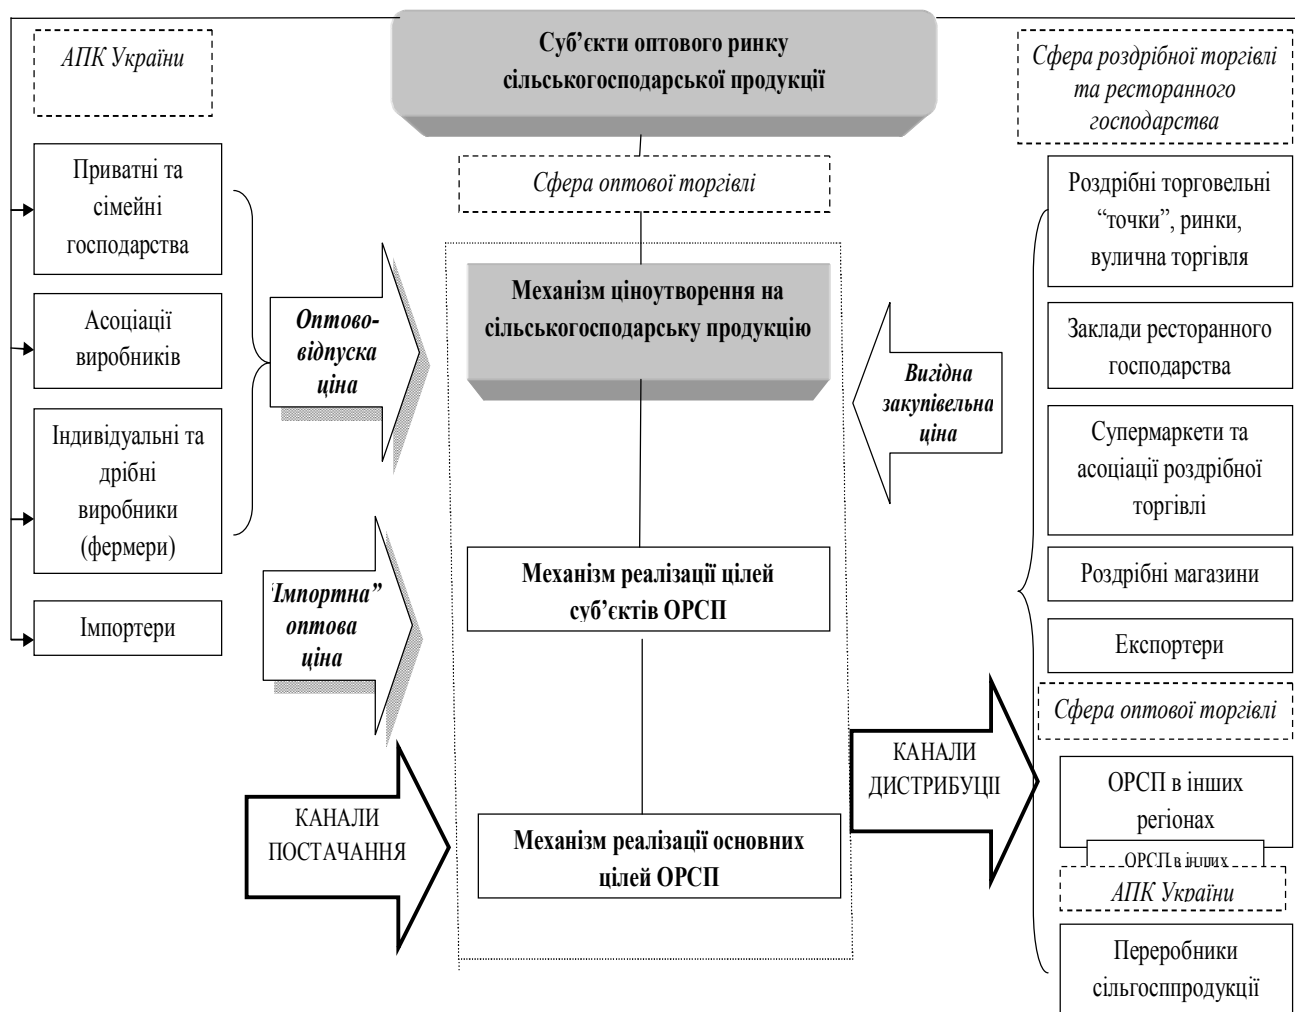 Суб’єкти оптового ринку
сільськогосподарської продукції
АПК України
Приватні та
сімейні
господарства
Асоціації
виробників
Індивідуальні та
дрібні
виробники
(фермери)
Імпортери
Оптово-
відпуска
ціна
“Імпортна”
оптова
ціна
КАНАЛИ
ПОСТАЧАННЯ
Сфера оптової торгівлі
Механізм ціноутворення на
сільськогосподарську продукцію
Механізм реалізації цілей
суб’єктів ОРСП
Механізм реалізації основних
цілей ОРСП
Вигідна
закупівельна
ціна
КАНАЛИ
ДИСТРИБУЦІЇ
Сфера роздрібної торгівлі
та ресторанного
господарства
Роздрібні торговельні
“точки”, ринки,
вулична торгівля
Заклади ресторанного
господарства
Супермаркети та
асоціації роздрібної
торгівлі
Роздрібні магазини
Експортери
Сфера оптової торгівлі
ОРСП в інших
регіонах
ОРСП в інших
АПК України
Переробники
сільгосппродукції